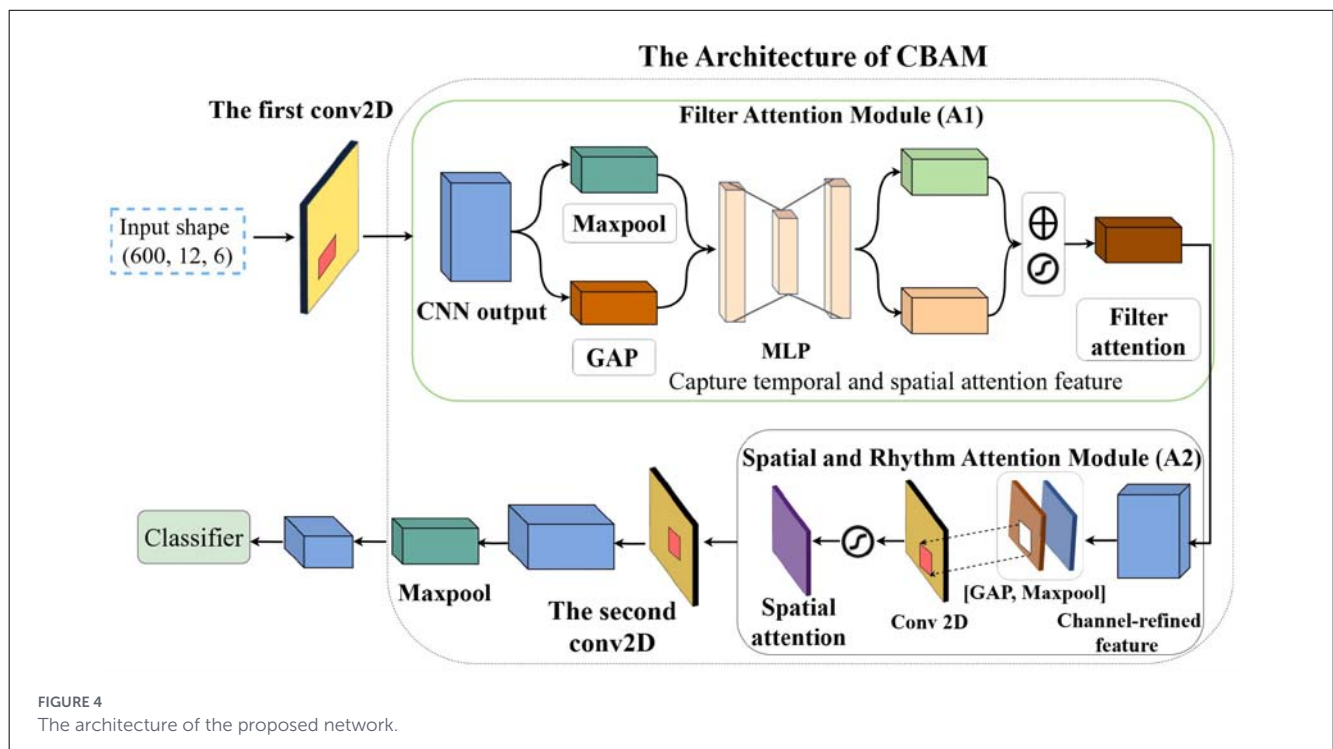 The Architecture of CBAM
The first conv2D
Filter Attention Module (A1)
Input shape
(600, 12, 6)
CNN output
Maxpool
GAP
MLP
Filter
attention
Capture temporal and spatial attention feature
Spatial and Rhythm Attention Module (A2)
Channel-refined
feature
[GAP, Maxpool]
Conv 2D
Spatial
attention
The second
conv2D
Maxpool
Classifier
FIGURE 4
The architecture of the proposed network.